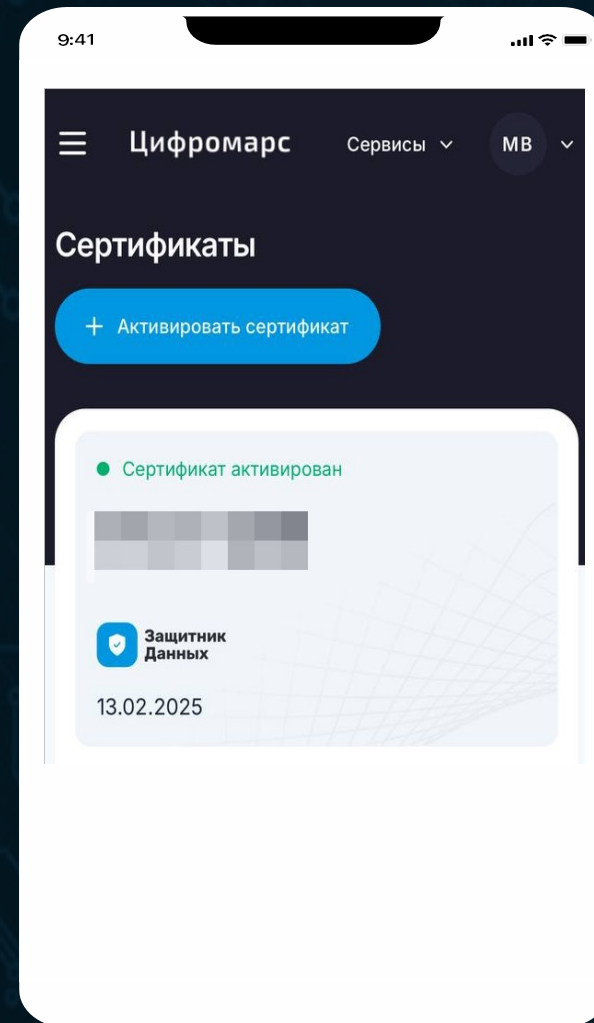 9:41
Цифромарс Сервисы МВ
Сертификаты
+ Активировать сертификат
Сертификат активирован
Защитник
Данных
13.02.2025